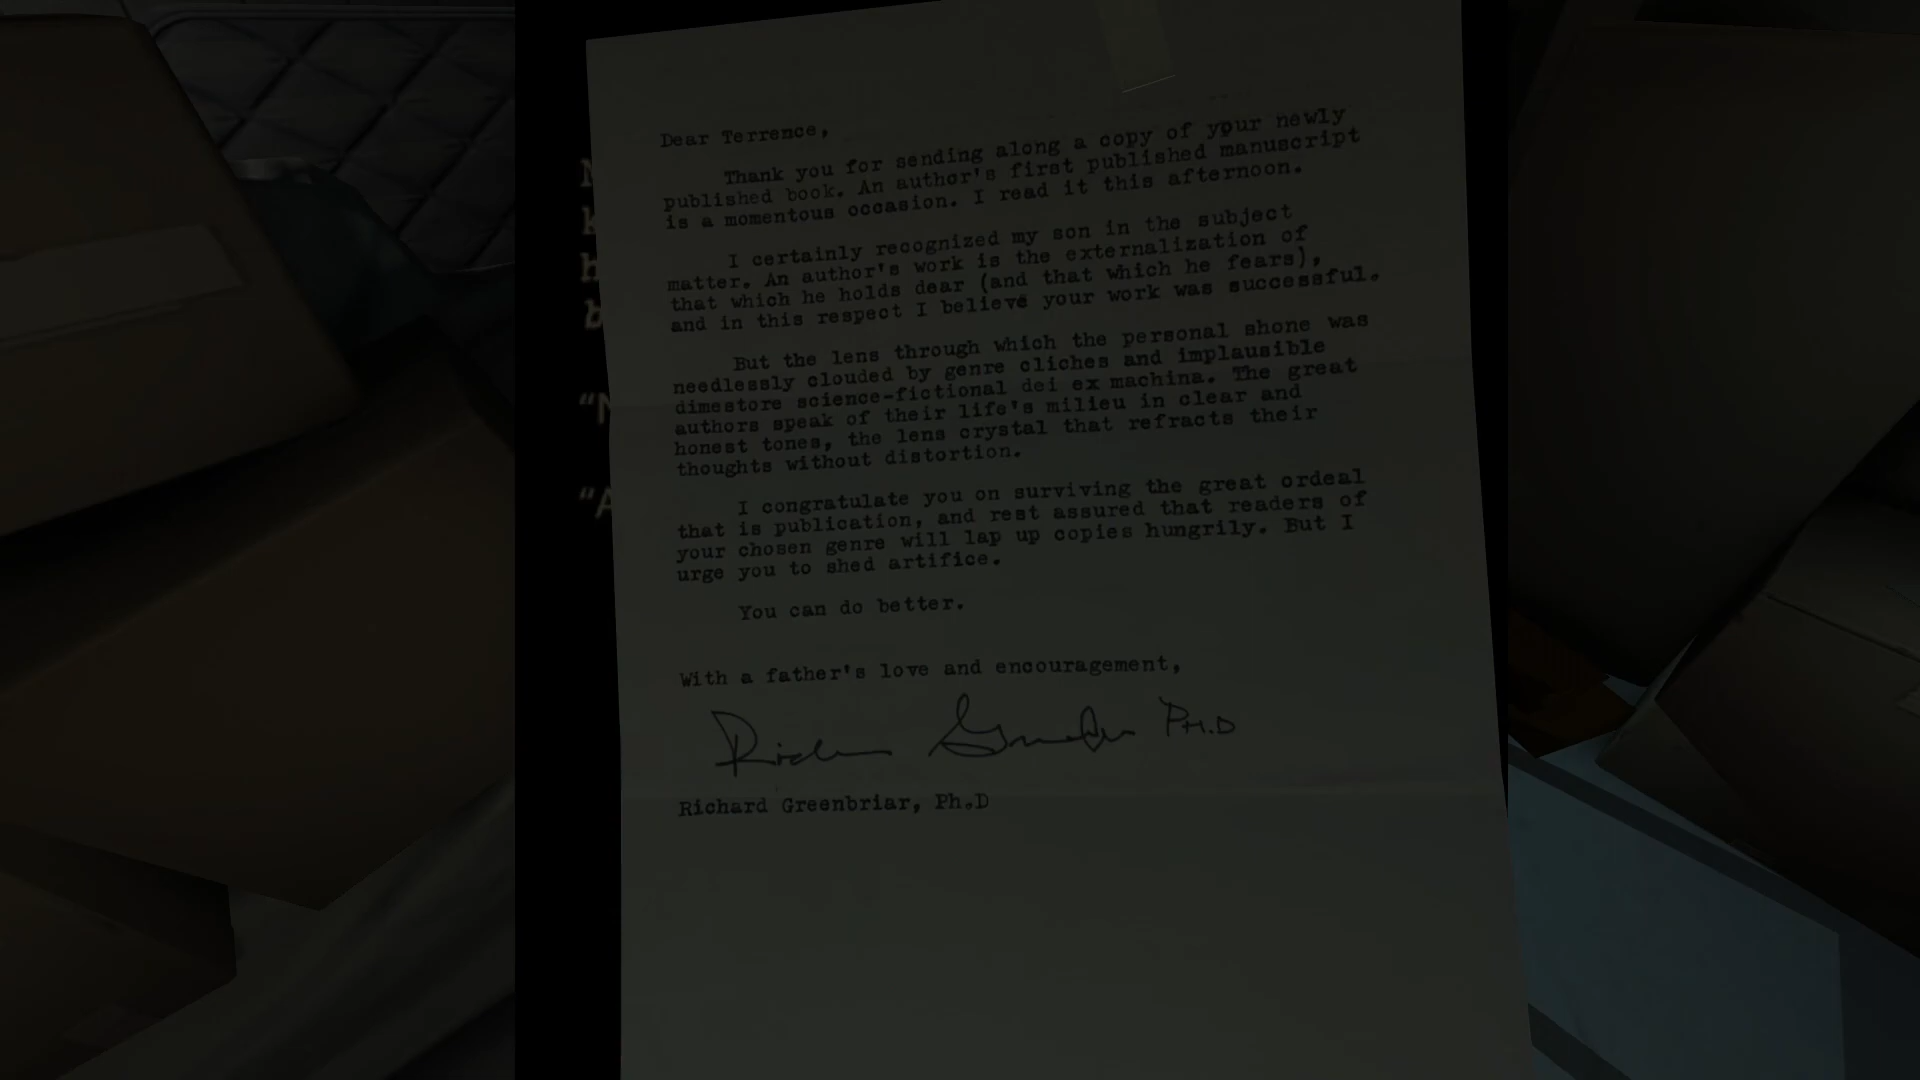 Dear Terrence,
Thank you for sending along a copy of your newly
published book. An author's first published manuscript
is a momentous occasion. I read it this afternoon.
I certainly recognized my son in the subject
matter. An author's work is the externalization of
that which he holds dear (and that which he fears),
and in this respect I believe your work was successful.
But the lens through which the personal shone was
needlessly clouded by genre cliches and implausible
dimestore science-fictional dei ex machina. The great
authors speak of their life's milieu in clear and
honest tones, the lens crystal that refracts their
thoughts without distortion.
I congratulate you on surviving the great ordeal
that is publication, and rest assured that readers of
your chosen genre will lap up copies hungrily. But I
urge you to shed artifice.
You can do better.
With a father's love and encouragement,
PH.D
Richard Greenbriar, Ph.D